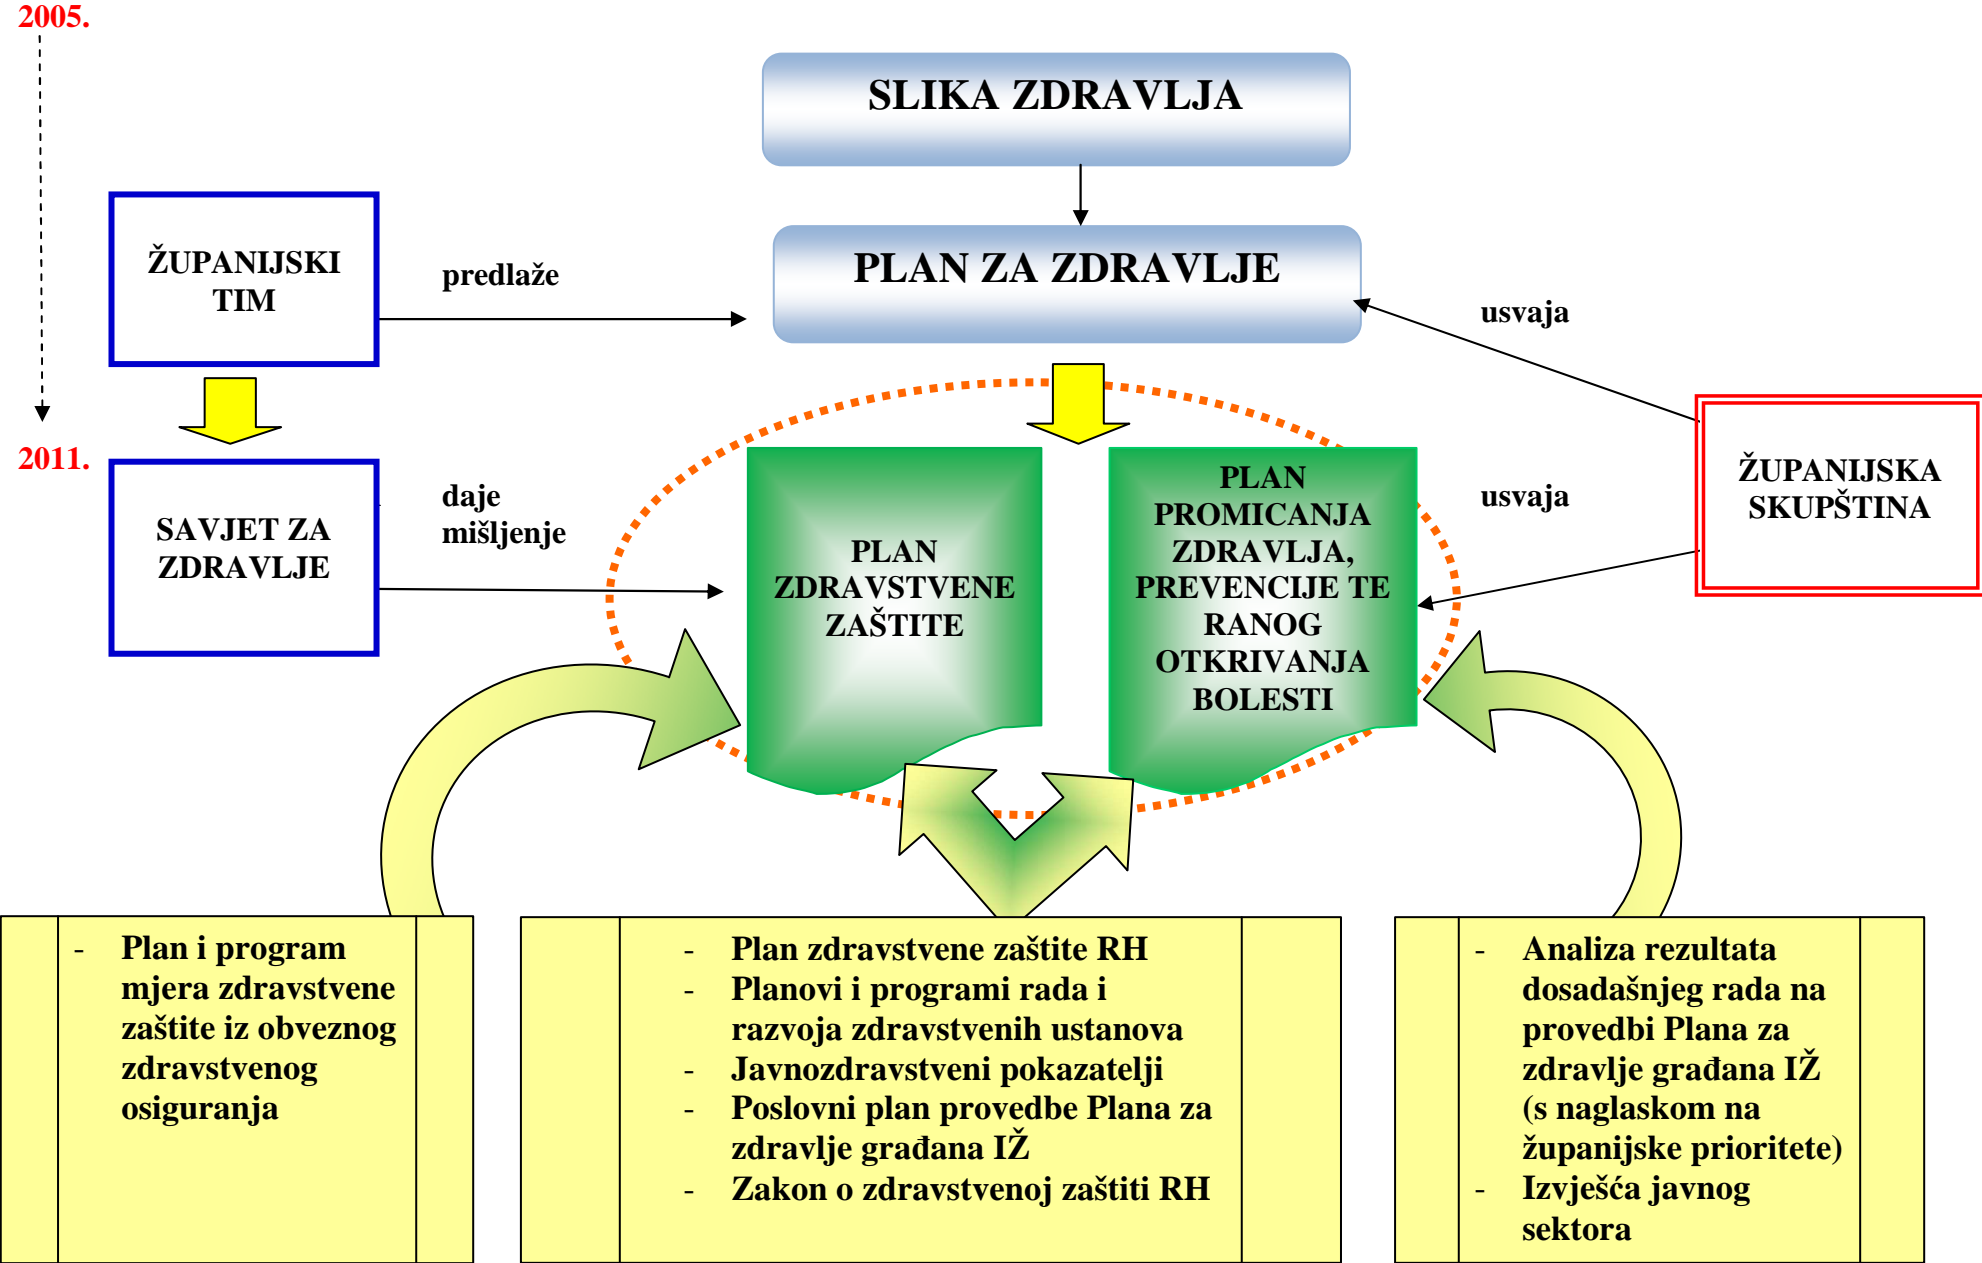 2005.
SLIKA ZDRAVLJA
ŽUPANIJSKI
TIM
predlaže
PLAN ZA ZDRAVLJE
usvaja
2011.
SAVJET ZA
ZDRAVLJE
daje
mišljenje
PLAN
ZDRAVSTVENE
ZAŠTITE
PLAN
PROMICANJA
ZDRAVLJA,
PREVENCIJE TE
RANOG
OTKRIVANJA
BOLESTI
usvaja
ŽUPANIJSKA
SKUPŠTINA
- Plan i program
mjera zdravstvene
zaštite iz obveznog
zdravstvenog
osiguranja
- Plan zdravstvene zaštite RH
- Planovi i programi rada i
razvoja zdravstvenih ustanova
- Javnozdravstveni pokazatelji
- Poslovni plan provedbe Plana za
zdravlje građana IŽ
- Zakon o zdravstvenoj zaštiti RH
- Analiza rezultata
dosadašnjeg rada na
provedbi Plana za
zdravlje građana IŽ
(s naglaskom na
županijske prioritete)
- Izvješća javnog
sektora